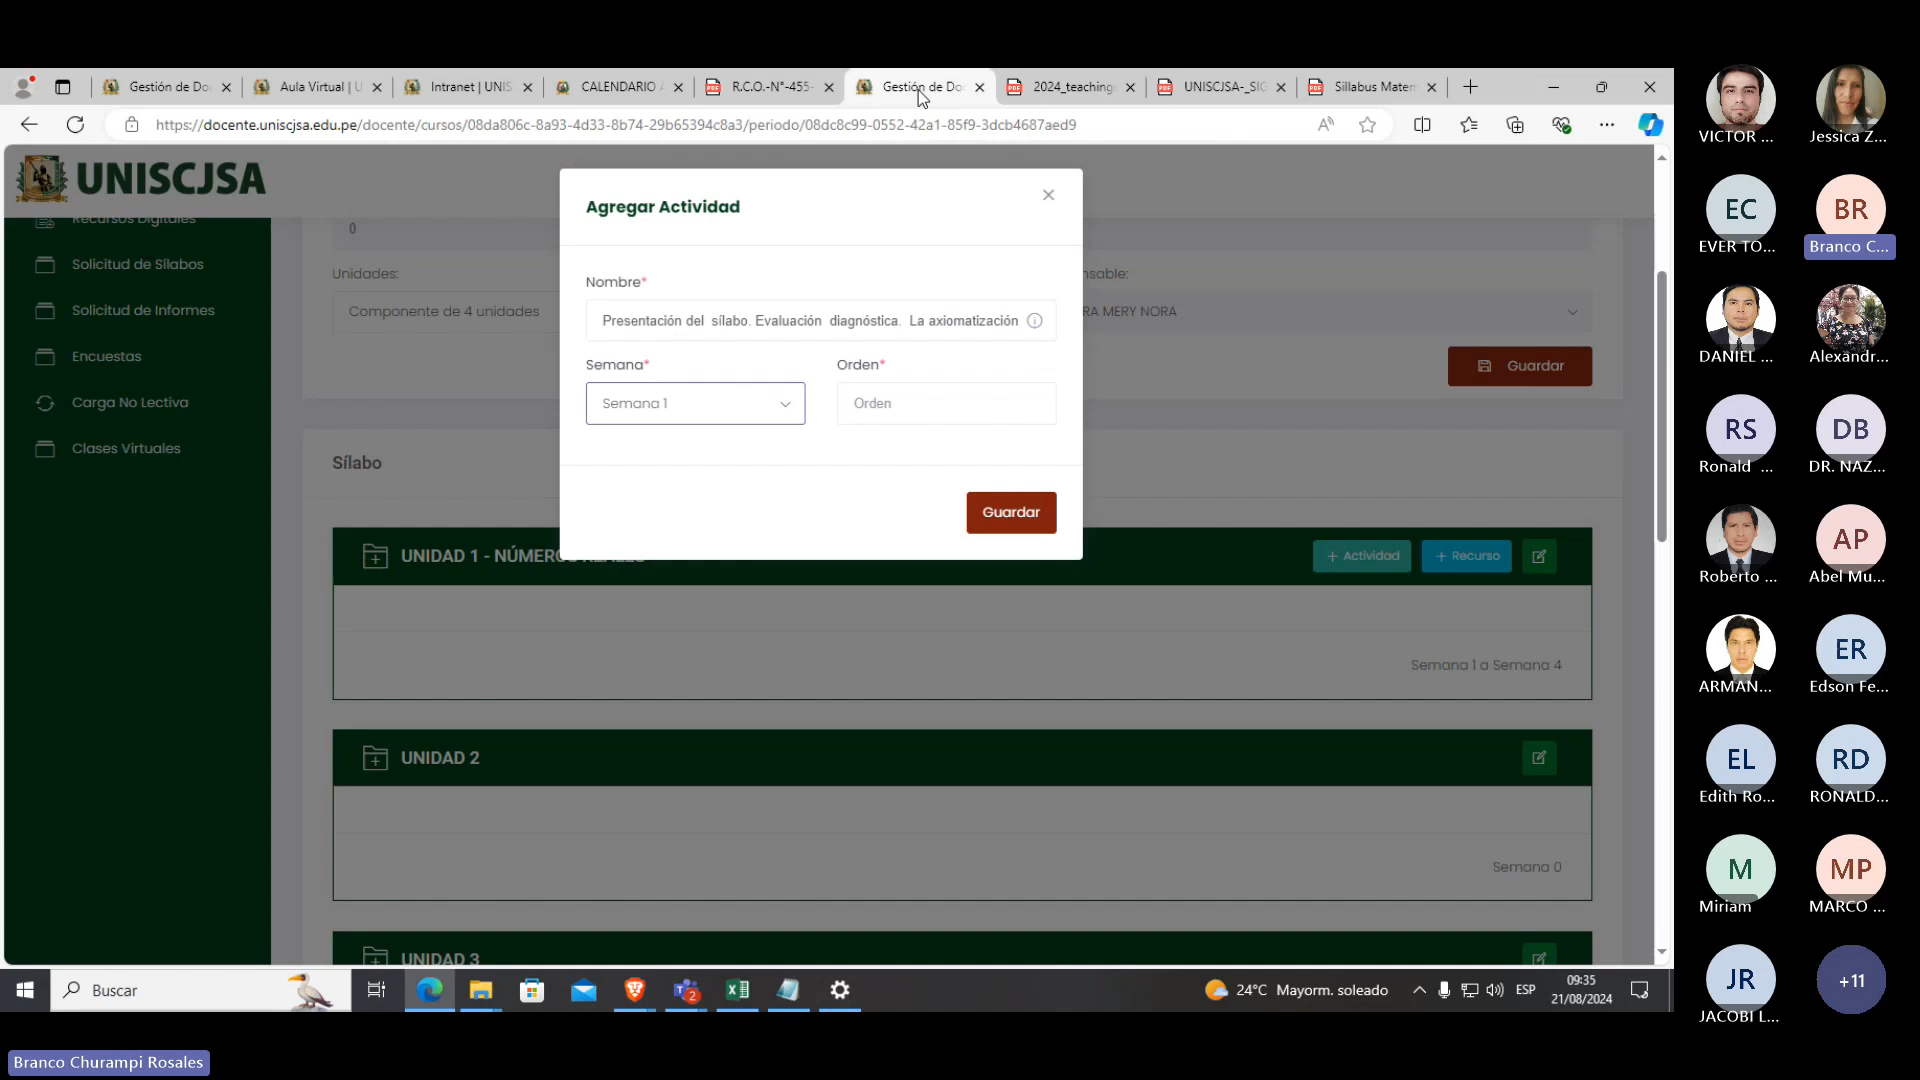 Gestión de Do
Aula Virtual | U
Intranet | UNIS
CALENDARIO A
R.C.O.-N°-455-
Gestión de Do
2024_teaching
UNISCJSA-_SIG
Sillabus Matem
https://docente.uniscjsa.edu.pe/docente/cursos/08da806c-8a93-4d33-8b74-29b65394c8a3/periodo/08dc8c99-0552-42a1-85f9-3dcb4687aed9
UNISCJSA
Recursos Digitales
Solicitud de Sílabos
Solicitud de Informes
Encuestas
Carga No Lectiva
Clases Virtuales
0
Unidades:
Componente de 4 unidades
nsable:
RA MERY NORA
Guardar
Agregar Actividad
Nombre*
Presentación del sílabo. Evaluación diagnóstica. La axiomatización
Semana*
Orden*
Semana 1
Orden
Guardar
Sílabo
UNIDAD 1 - NÚMEROS REALES
+ Actividad
+ Recurso
Semana 1 a Semana 4
UNIDAD 2
Semana 0
UNIDAD 3
Buscar
2
24°C Mayorm. soleado
ESP
09:35
21/08/2024
VICTOR ...
Jessica Z...
EC
EVER TO...
BR
Branco C...
DANIEL ...
Alexandr...
RS
Ronald ...
DB
DR. NAZ...
Roberto ...
AP
Abel Mu...
ARMAN...
ER
Edson Fe...
EL
Edith Ro...
RD
RONALD...
M
Miriam
MP
MARCO ...
JR
JACOBI L...
+11
Branco Churampi Rosales